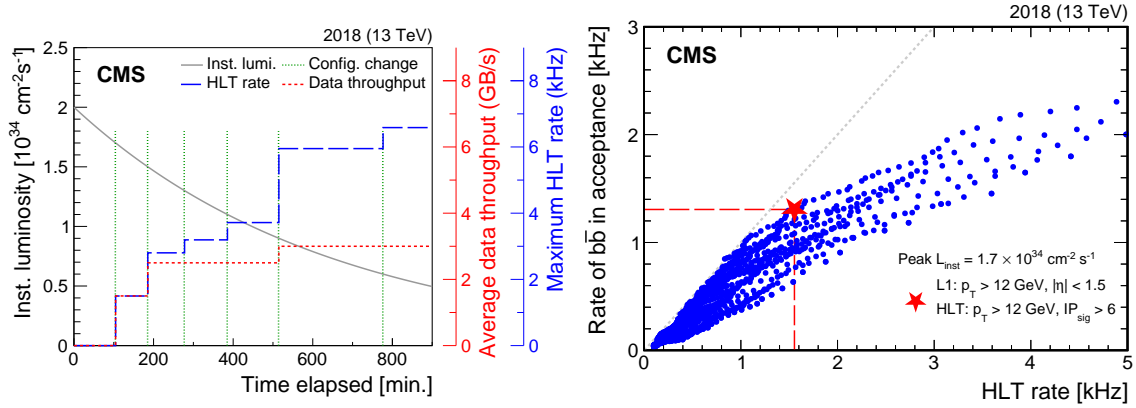 2018 (13 TeV)
CMS
Inst. lumi.
Config. change
HLT rate
Data throughput
Inst. luminosity [10^34 cm^-2 s^-1]
2.5
2
1.5
1
0.5
0
0 200 400 600 800
Time elapsed [min.]
Average data throughput (GB/s)
8
6
4
2
0
Maximum HLT rate (kHz)
8
6
4
2
0
2018 (13 TeV)
CMS
Rate of bb̅ in acceptance [kHz]
3
2
1
0
Peak L_inst = 1.7 × 10^34 cm^-2 s^-1
L1: p_T > 12 GeV, |η| < 1.5
HLT: p_T > 12 GeV, IP_sig > 6
0 1 2 3 4 5
HLT rate [kHz]